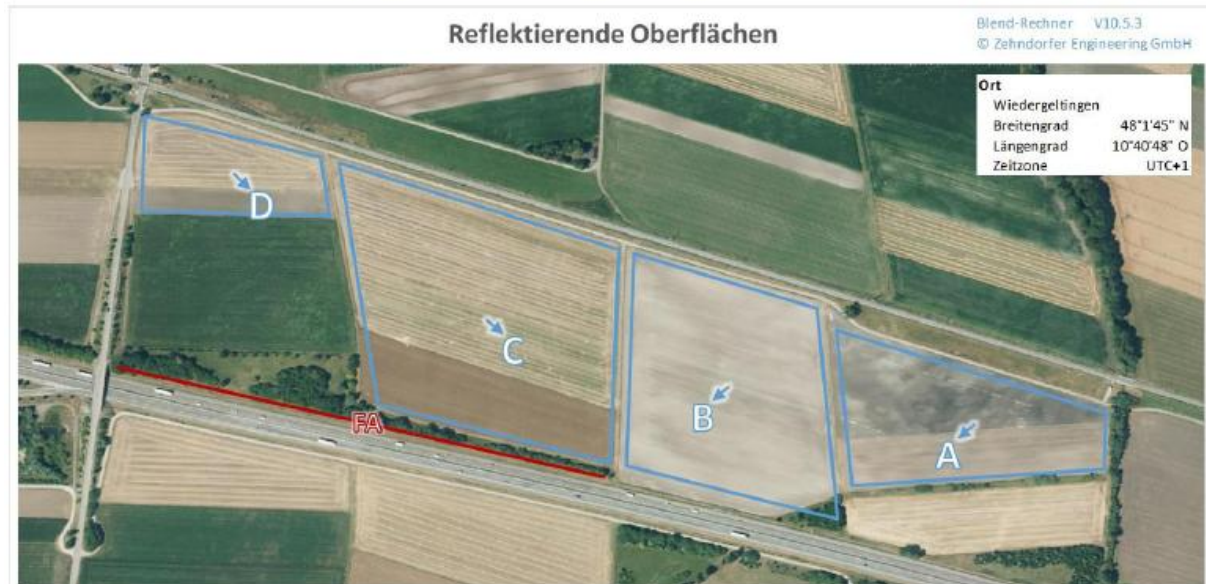 Reflektierende Oberflächen
Blend-Rechner V10.5.3
© Zehndorfer Engineering GmbH
Ort
Wiedergeltingen
Breitengrad 48°1'45" N
Längengrad 10°40'48" O
Zeitzone UTC+1
D
C
B
A
FA